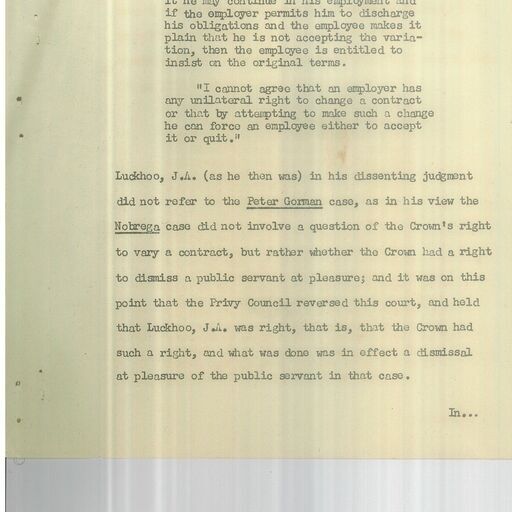 it he may continue in his employment and
if the employer permits him to discharge
his obligations and the employee makes it
plain that he is not accepting the varia-
tion, then the employee is entitled to
insist on the original terms.
"I cannot agree that an employer has
any unilateral right to change a contract
or that by attempting to make such a change
he can force an employee either to accept
it or quit."
Luckhoo, J.A. (as he then was) in his dissenting judgment
did not refer to the Peter Gorman case, as in his view the
Nobrega case did not involve a question of the Crown's right
to vary a contract, but rather whether the Crown had a right
to dismiss a public servant at pleasure; and it was on this
point that the Privy Council reversed this court, and held
that Luckhoo, J.A. was right, that is, that the Crown had
such a right, and what was done was in effect a dismissal
at pleasure of the public servant in that case.
In...